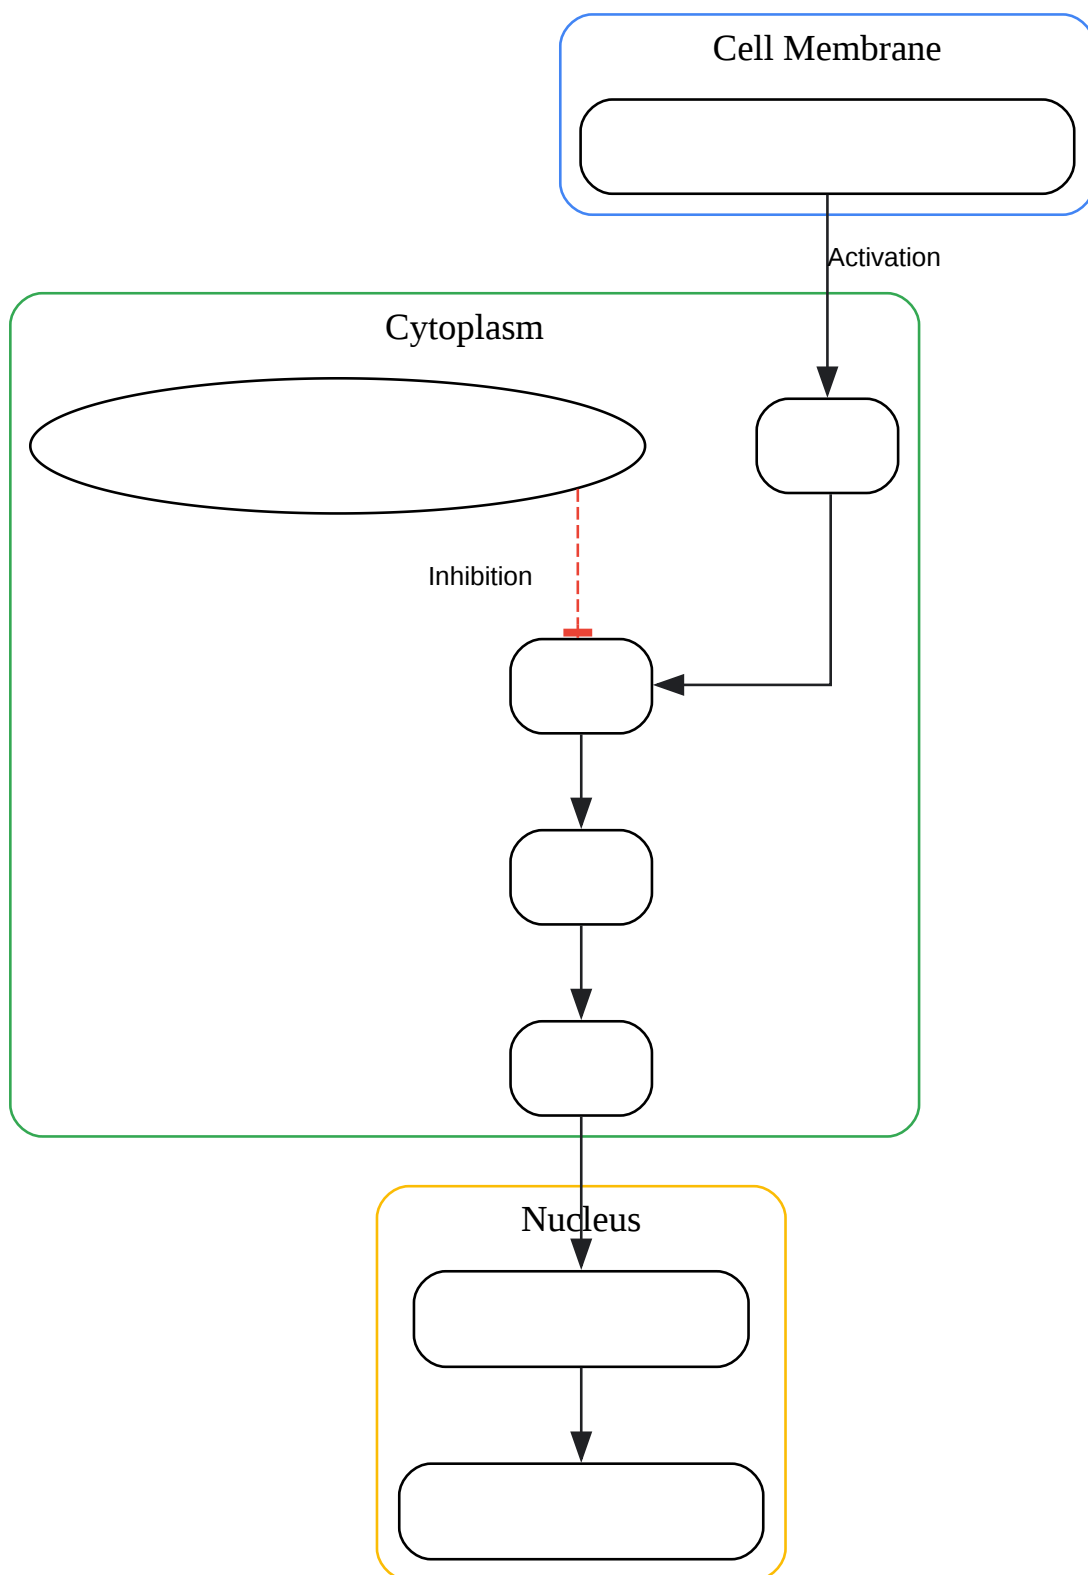 Cell Membrane
Activation
Cytoplasm
Inhibition
Nucleus